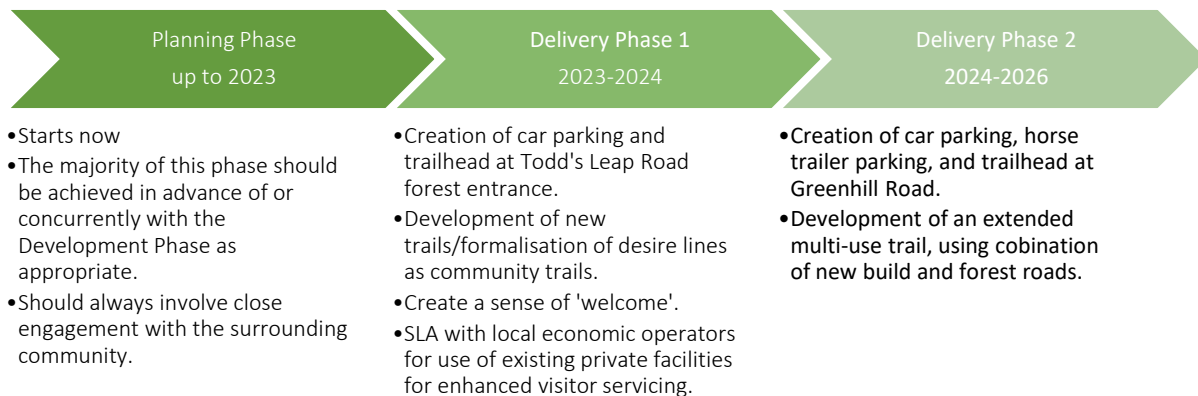 Planning Phase
up to 2023
Delivery Phase 1
2023-2024
Delivery Phase 2
2024-2026
•Starts now
•The majority of this phase should
be achieved in advance of or
concurrently with the
Development Phase as
appropriate.
•Should always involve close
engagement with the surrounding
community.
•Creation of car parking and
trailhead at Todd's Leap Road
forest entrance.
•Development of new
trails/formalisation of desire lines
as community trails.
•Create a sense of 'welcome'.
•SLA with local economic operators
for use of existing private facilities
for enhanced visitor servicing.
•Creation of car parking, horse
trailer parking, and trailhead at
Greenhill Road.
•Development of an extended
multi-use trail, using cobination
of new build and forest roads.